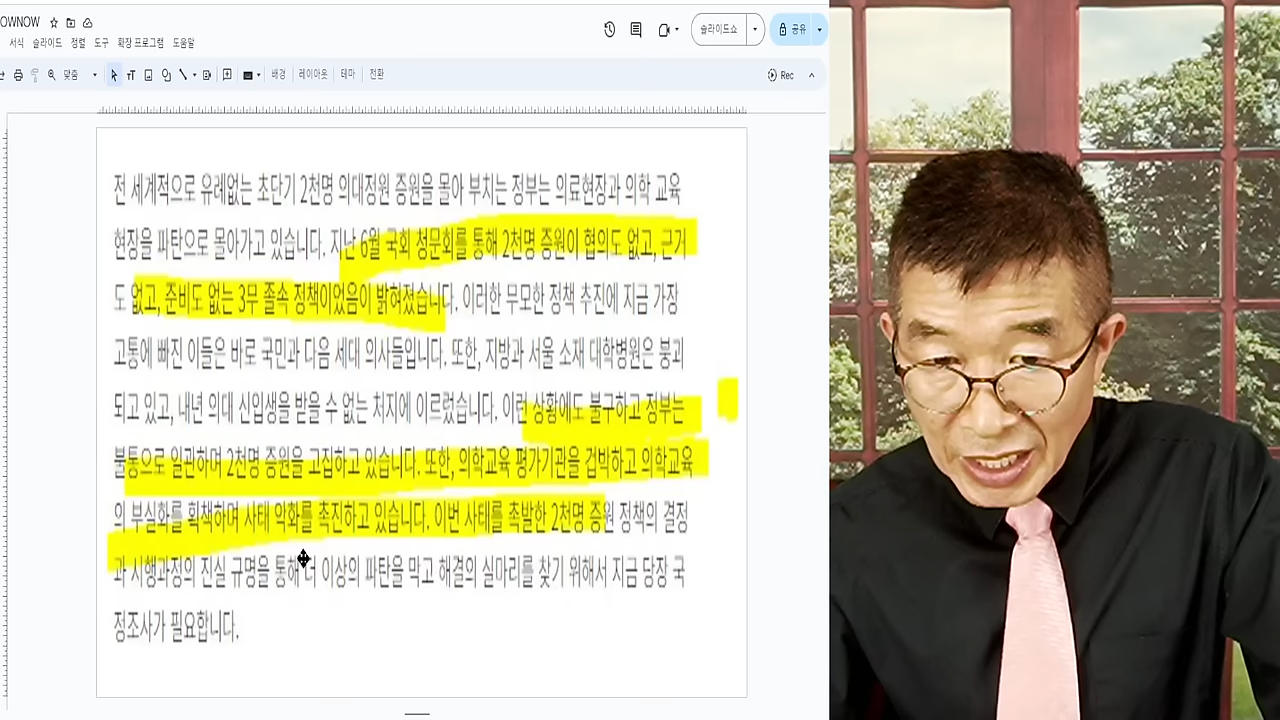 OWNOW
서식 슬라이드 정렬 도구 확장 프로그램 도움말
슬라이드쇼
공유
맞춤
배경 레이아웃 테마 전환
Rec
전 세계적으로 유례없는 초단기 2천명 의대정원 증원을 몰아 부치는 정부는 의료현장과 의학 교육
현장을 파탄으로 몰아가고 있습니다. 지난 6월 국회 청문회를 통해 2천명 증원이 협의도 없고, 근거
도 없고, 준비도 없는 3무 졸속 정책이었음이 밝혀졌습니다. 이러한 무모한 정책 추진에 지금 가장
고통에 빠진 이들은 바로 국민과 다음 세대 의사들입니다. 또한, 지방과 서울 소재 대학병원은 붕괴
되고 있고, 내년 의대 신입생을 받을 수 없는 처지에 이르렀습니다. 이런 상황에도 불구하고 정부는
불통으로 일관하며 2천명 증원을 고집하고 있습니다. 또한, 의학교육 평가기관을 겁박하고 의학교육
의 부실화를 획책하며 사태 악화를 촉진하고 있습니다. 이번 사태를 촉발한 2천명 증원 정책의 결정
과 시행과정의 진실 규명을 통해 더 이상의 파탄을 막고 해결의 실마리를 찾기 위해서 지금 당장 국
정조사가 필요합니다.